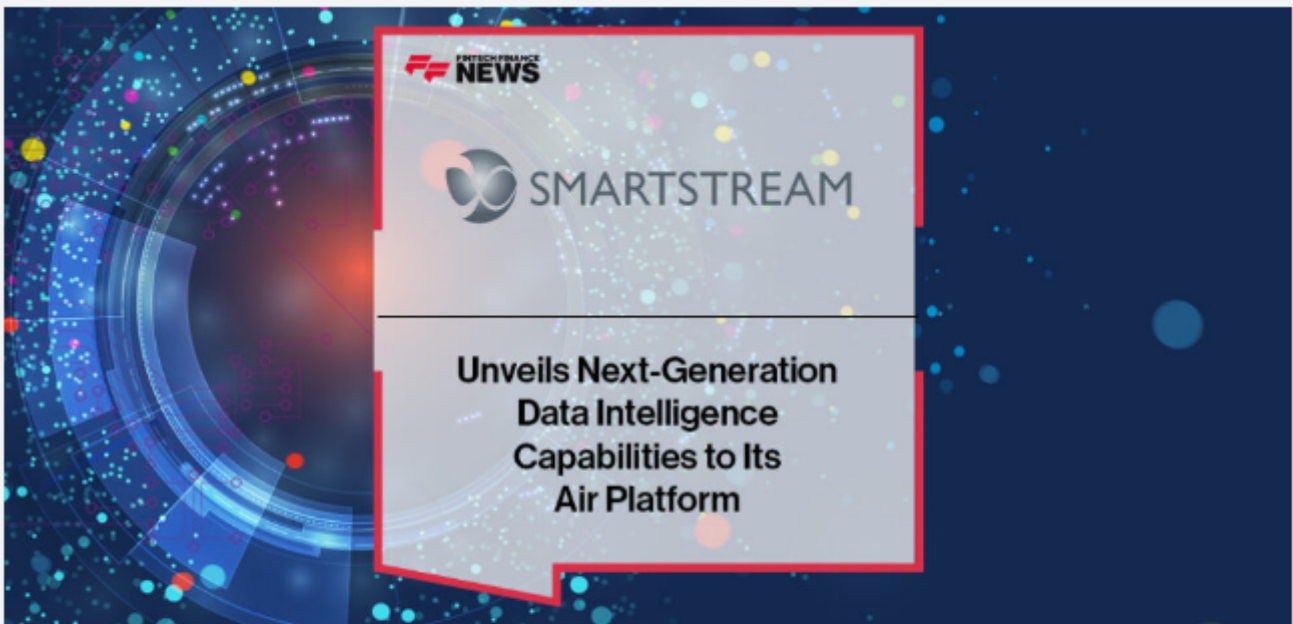 FINTECH FINANCE
NEWS
SMARTSTREAM
Unveils Next-Generation
Data Intelligence
Capabilities to Its
Air Platform